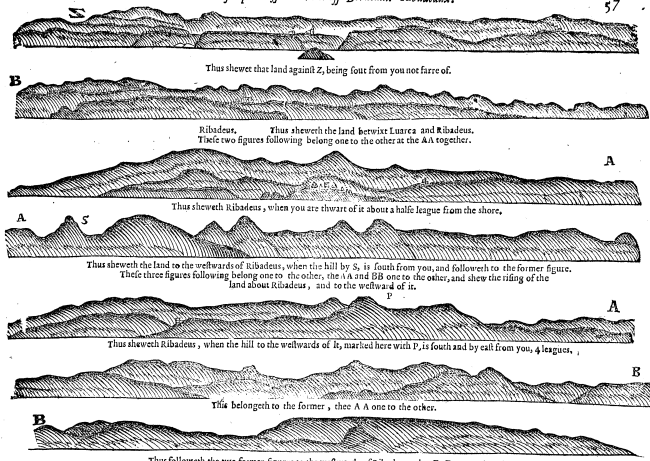 57
Z
Thus shewet that land againſt Z, being ſout from you not farre of.
B
Ribadeus. Thus sheweth the land betwixt Luarca and Ribadeus.
Theſe two figures following belong one to the other at the AA together.
A
Thus sheweth Ribadeus, when you are thwart of it about a halfe league from the shore.
A S
Thus sheweth the land to the weſtwards of Ribadeus, when the hill by S, is ſouth from you, and followeth to the former figure.
Theſe three figures following belong one to the other, the AA and BB one to the other, and shew the riſing of the
land about Ribadeus, and to the weſtward of it.
P
A
Thus sheweth Ribadeus, when the hill to the weſtwards of It, marked here with P, is ſouth and by eaſt from you, 4 leagues,
B
This belongeth to the former, thee A A one to the other.
B